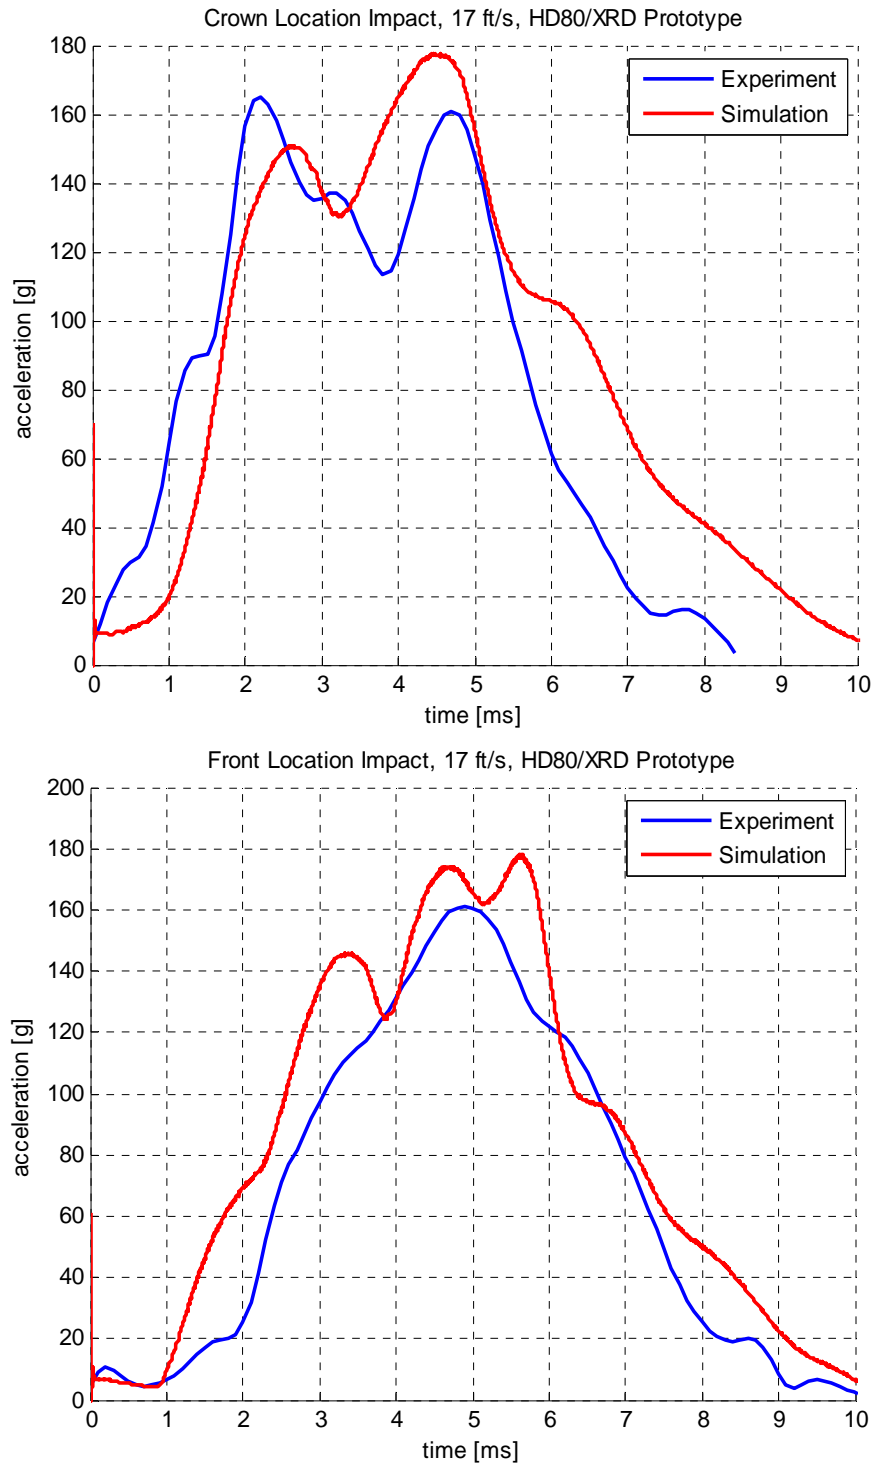 Crown Location Impact, 17 ft/s, HD80/XRD Prototype
180
160
140
120
100
80
60
40
20
0
acceleration [g]
Experiment
Simulation
0 1 2 3 4 5 6 7 8 9 10
time [ms]
Front Location Impact, 17 ft/s, HD80/XRD Prototype
200
180
160
140
120
100
80
60
40
20
0
acceleration [g]
Experiment
Simulation
0 1 2 3 4 5 6 7 8 9 10
time [ms]